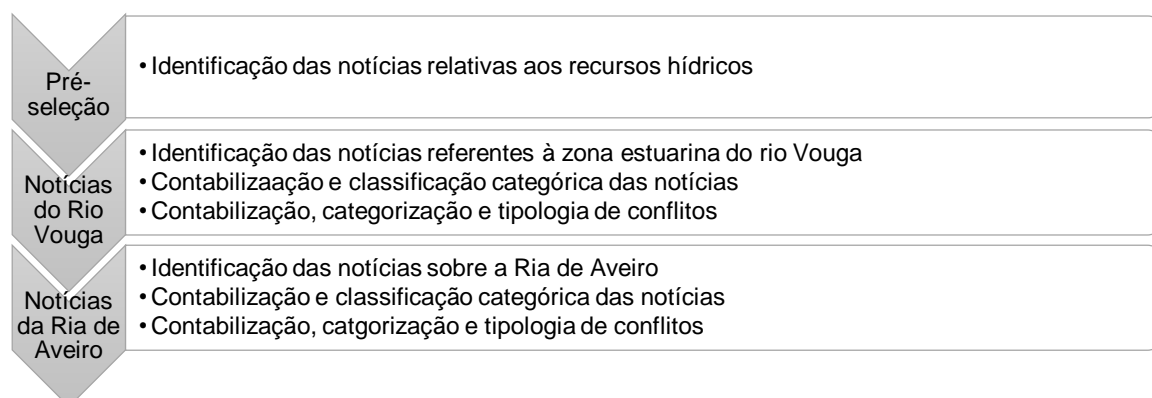 Pré-
seleção
• Identificação das notícias relativas aos recursos hídricos
Notícias
do Rio
Vouga
• Identificação das notícias referentes à zona estuarina do rio Vouga
• Contabilizaação e classificação categórica das notícias
• Contabilização, categorização e tipologia de conflitos
Notícias
da Ria de
Aveiro
• Identificação das notícias sobre a Ria de Aveiro
• Contabilização e classificação categórica das notícias
• Contabilização, catgorização e tipologia de conflitos